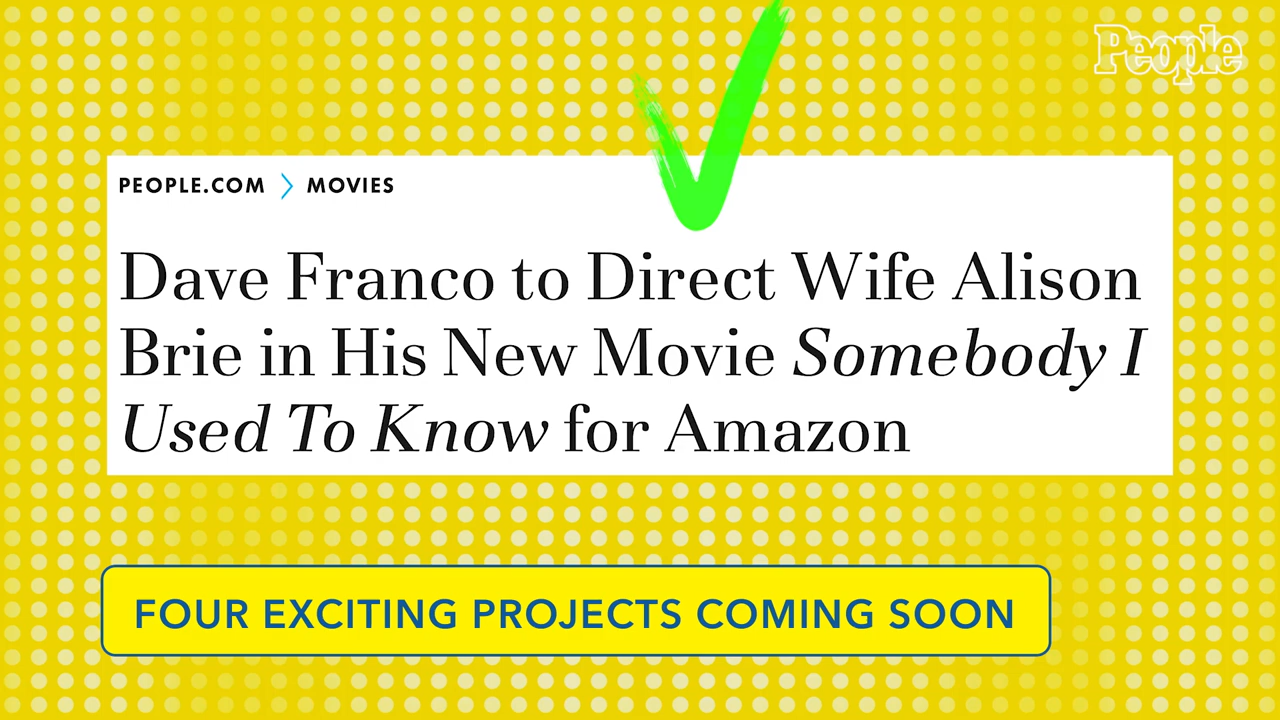 People
PEOPLE.COM > MOVIES
Dave Franco to Direct Wife Alison
Brie in His New Movie Somebody I
Used To Know for Amazon
FOUR EXCITING PROJECTS COMING SOON